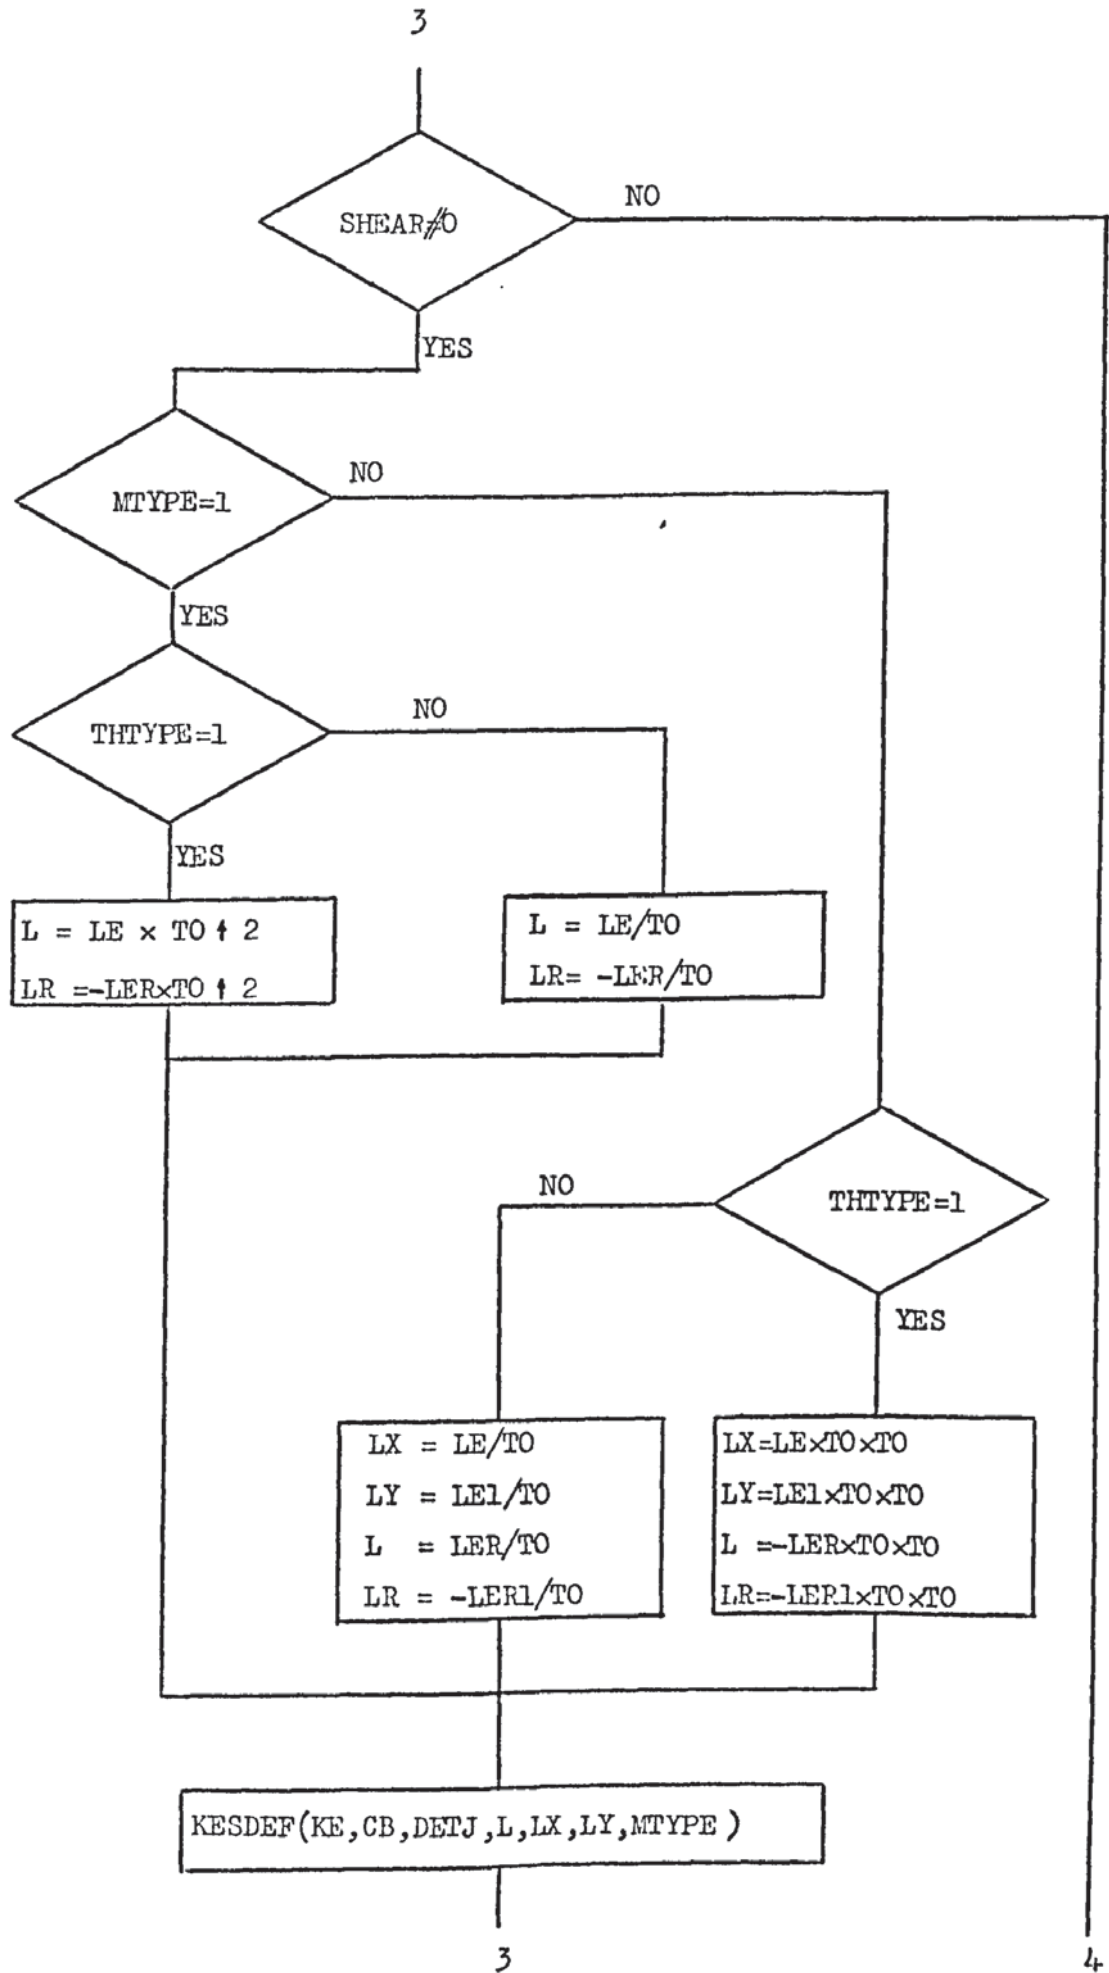 3
SHEAR≠0
NO
YES
MTYPE=1
NO
YES
THTYPE=1
NO
YES
L = LE × TO ↑ 2
LR =-LER×TO ↑ 2
L = LE/TO
LR= -LER/TO
THTYPE=1
NO
YES
LX = LE/TO
LY = LE1/TO
L = LER/TO
LR = -LER1/TO
LX=LE×TO×TO
LY=LE1×TO×TO
L =-LER×TO×TO
LR=-LER1×TO×TO
KESDEF(KE,CB,DETJ,L,LX,LY,MTYPE)
3
4